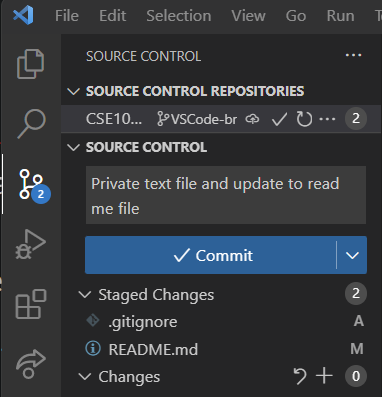 File Edit Selection View Go Run
SOURCE CONTROL ...
SOURCE CONTROL REPOSITORIES
CSE10... VSCode-br ... 2
SOURCE CONTROL
Private text file and update to read
me file
2
Commit
Staged Changes 2
.gitignore A
README.md M
Changes 0